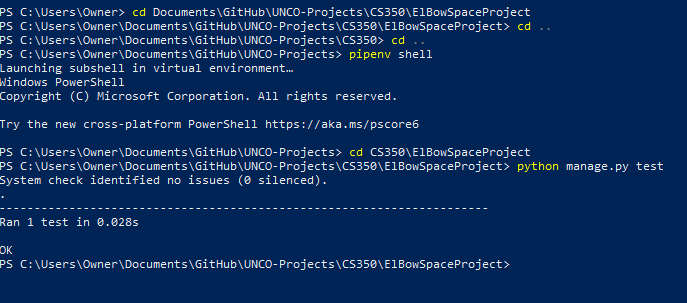 PS C:\Users\Owner> cd Documents\GitHub\UNCO-Projects\CS350\ElBowSpaceProject
PS C:\Users\Owner\Documents\GitHub\UNCO-Projects\CS350\ElBowSpaceProject> cd ..
PS C:\Users\Owner\Documents\GitHub\UNCO-Projects\CS350> cd ..
PS C:\Users\Owner\Documents\GitHub\UNCO-Projects> pipenv shell
Launching subshell in virtual environment…
Windows PowerShell
Copyright (C) Microsoft Corporation. All rights reserved.
Try the new cross-platform PowerShell https://aka.ms/pscore6
PS C:\Users\Owner\Documents\GitHub\UNCO-Projects> cd CS350\ElBowSpaceProject
PS C:\Users\Owner\Documents\GitHub\UNCO-Projects\CS350\ElBowSpaceProject> python manage.py test
System check identified no issues (0 silenced).
.
----------------------------------------------------------------------
Ran 1 test in 0.028s
OK
PS C:\Users\Owner\Documents\GitHub\UNCO-Projects\CS350\ElBowSpaceProject>